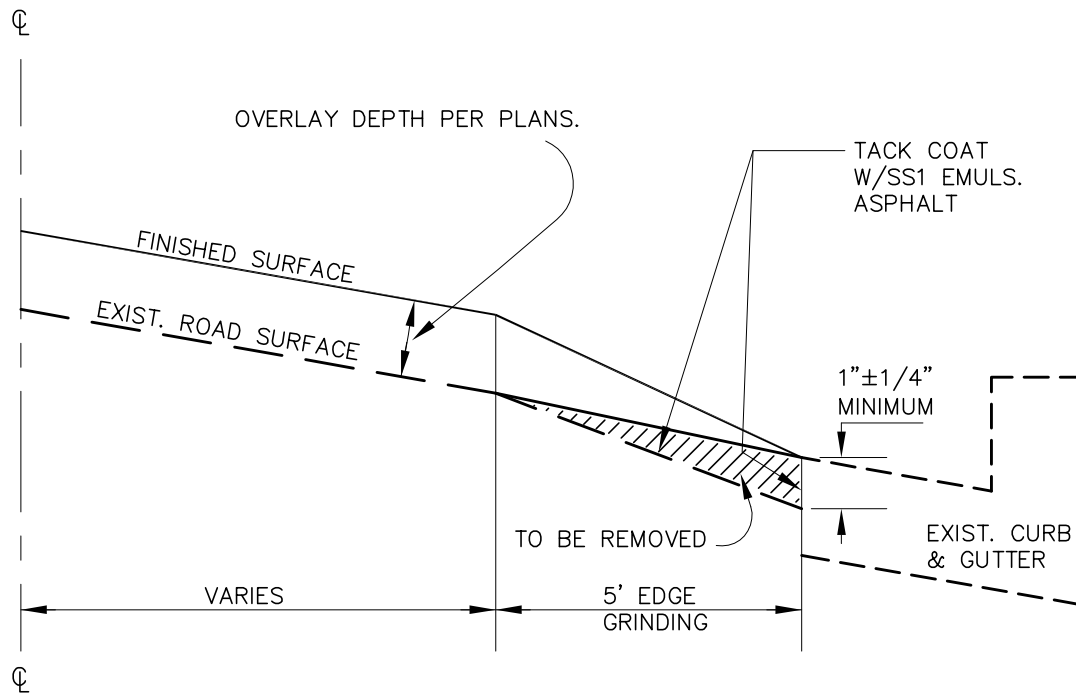 ℄
OVERLAY DEPTH PER PLANS.
TACK COAT
W/SS1 EMULS.
ASPHALT
FINISHED SURFACE
EXIST. ROAD SURFACE
1"±1/4"
MINIMUM
TO BE REMOVED
EXIST. CURB
& GUTTER
VARIES
5' EDGE
GRINDING
℄